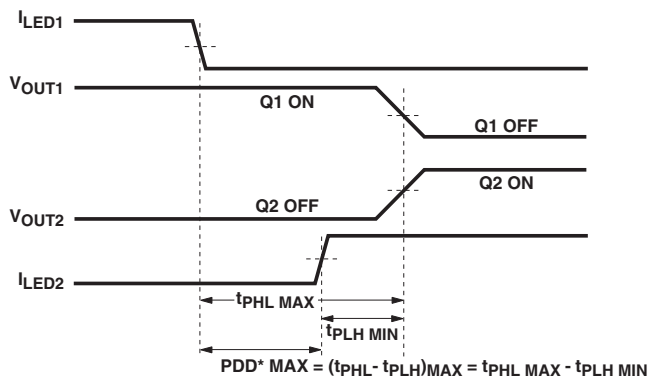 ILED1
VOUT1
Q1 ON
Q1 OFF
Q2 ON
Q2 OFF
VOUT2
ILED2
tPHL MAX
tPLH MIN
PDD* MAX = (tPHL- tPLH)MAX = tPHL MAX - tPLH MIN